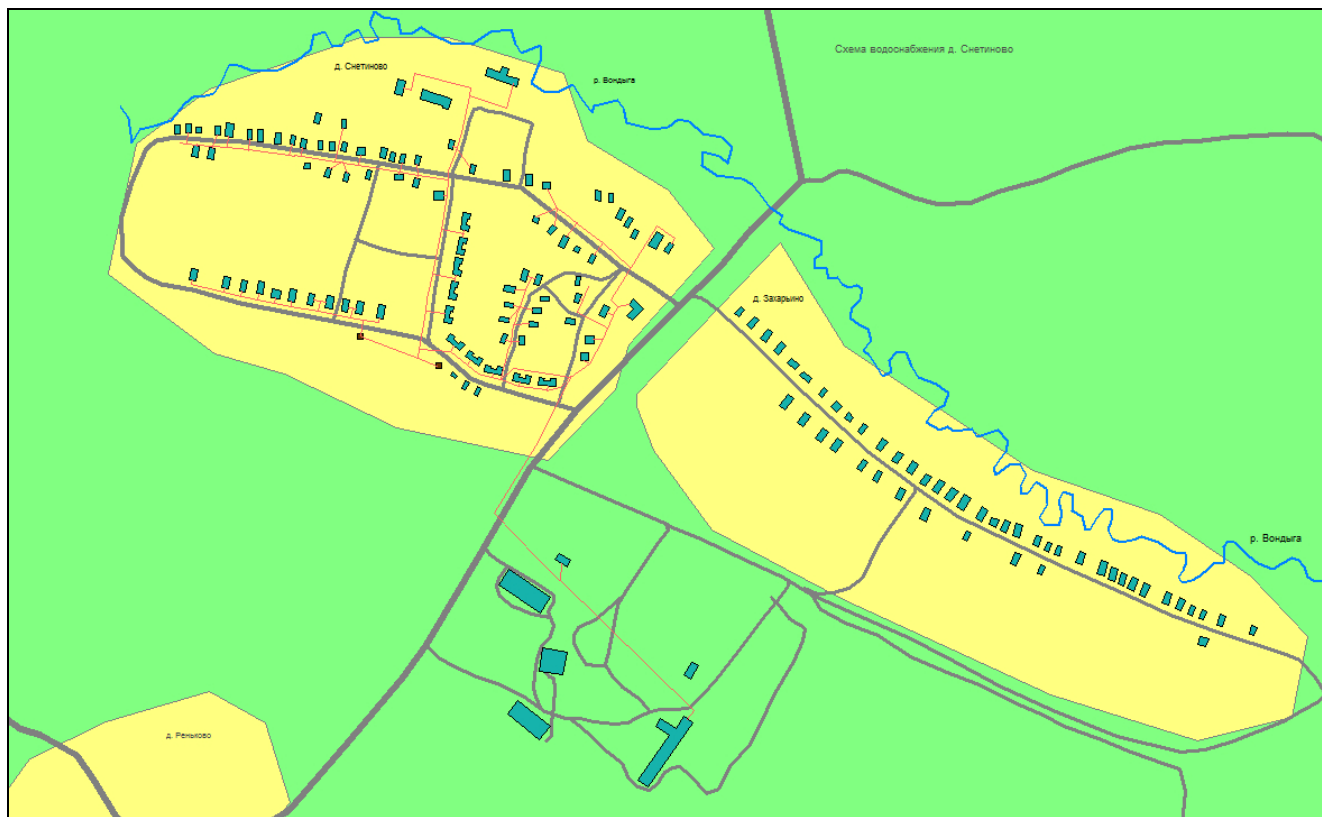 Схема водоснабжения д. Снетиново
д. Снетиново
р. Вондыга
д. Захарьино
р. Вондыга
д. Реньково